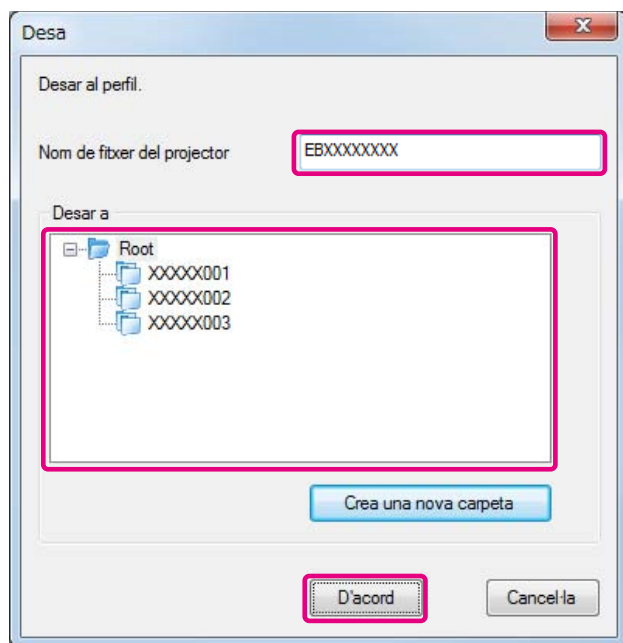 Desa
Desar al perfil.
Nom de fitxer del projector
EBXXXXXXXX
Desar a
Root
XXXXX001
XXXXX002
XXXXX003
Crea una nova carpeta
D'acord
Cancel·la